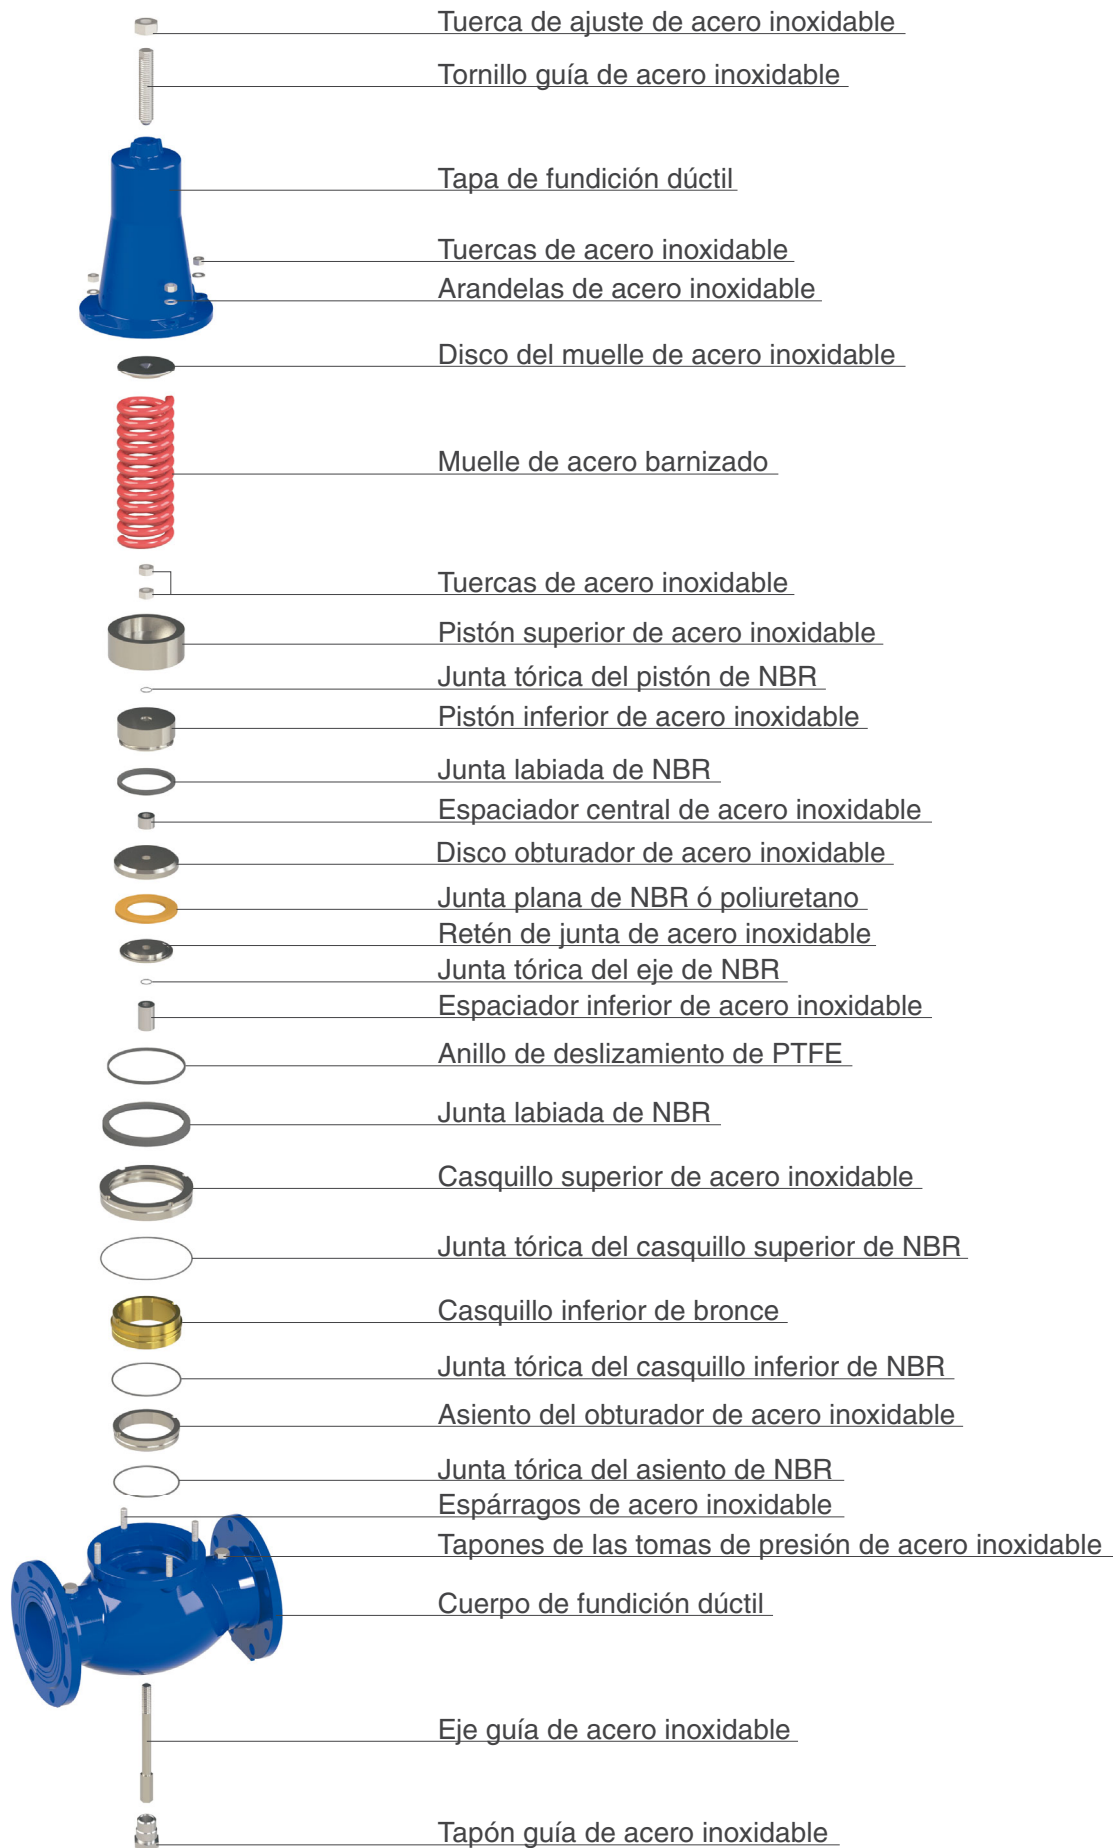 Tuerca de ajuste de acero inoxidable
Tornillo guía de acero inoxidable
Tapa de fundición dúctil
Tuercas de acero inoxidable
Arandelas de acero inoxidable
Disco del muelle de acero inoxidable
Muelle de acero barnizado
Tuercas de acero inoxidable
Pistón superior de acero inoxidable
Junta tórica del pistón de NBR
Pistón inferior de acero inoxidable
Junta labiada de NBR
Espaciador central de acero inoxidable
Disco obturador de acero inoxidable
Junta plana de NBR ó poliuretano
Retén de junta de acero inoxidable
Junta tórica del eje de NBR
Espaciador inferior de acero inoxidable
Anillo de deslizamiento de PTFE
Junta labiada de NBR
Casquillo superior de acero inoxidable
Junta tórica del casquillo superior de NBR
Casquillo inferior de bronce
Junta tórica del casquillo inferior de NBR
Asiento del obturador de acero inoxidable
Junta tórica del asiento de NBR
Espárragos de acero inoxidable
Tapones de las tomas de presión de acero inoxidable
Cuerpo de fundición dúctil
Eje guía de acero inoxidable
Tapón guía de acero inoxidable